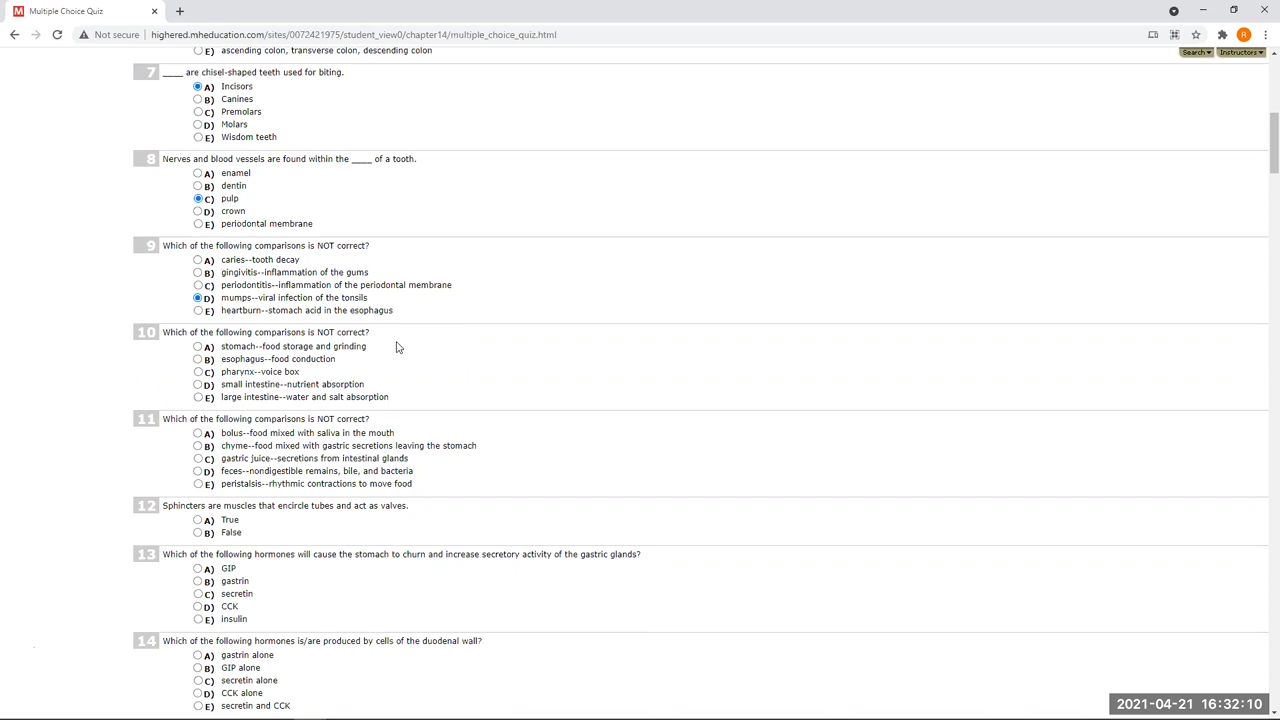 Multiple Choice Quiz
Not secure | highered.mheducation.com/sites/0072421975/student_view0/chapter14/multiple_choice_quiz.html
R
Search Instructors
E) ascending colon, transverse colon, descending colon
7 ____ are chisel-shaped teeth used for biting.
A) Incisors
B) Canines
C) Premolars
D) Molars
E) Wisdom teeth
8 Nerves and blood vessels are found within the ____ of a tooth.
A) enamel
B) dentin
C) pulp
D) crown
E) periodontal membrane
9 Which of the following comparisons is NOT correct?
A) caries--tooth decay
B) gingivitis--inflammation of the gums
C) periodontitis--inflammation of the periodontal membrane
D) mumps--viral infection of the tonsils
E) heartburn--stomach acid in the esophagus
10 Which of the following comparisons is NOT correct?
A) stomach--food storage and grinding
B) esophagus--food conduction
C) pharynx--voice box
D) small intestine--nutrient absorption
E) large intestine--water and salt absorption
11 Which of the following comparisons is NOT correct?
A) bolus--food mixed with saliva in the mouth
B) chyme--food mixed with gastric secretions leaving the stomach
C) gastric juice--secretions from intestinal glands
D) feces--nondigestible remains, bile, and bacteria
E) peristalsis--rhythmic contractions to move food
12 Sphincters are muscles that encircle tubes and act as valves.
A) True
B) False
13 Which of the following hormones will cause the stomach to churn and increase secretory activity of the gastric glands?
A) GIP
B) gastrin
C) secretin
D) CCK
E) insulin
14 Which of the following hormones is/are produced by cells of the duodenal wall?
A) gastrin alone
B) GIP alone
C) secretin alone
D) CCK alone
E) secretin and CCK
2021-04-21 16:32:10